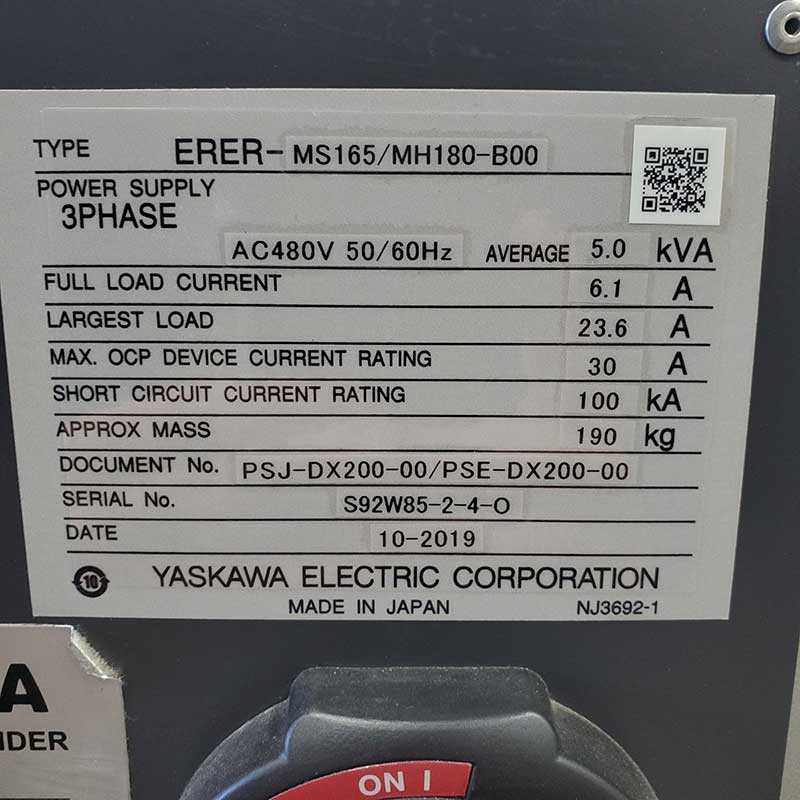 TYPE ERER-MS165/MH180-B00
POWER SUPPLY
3PHASE
AC480V 50/60Hz AVERAGE 5.0 kVA
FULL LOAD CURRENT 6.1 A
LARGEST LOAD 23.6 A
MAX. OCP DEVICE CURRENT RATING 30 A
SHORT CIRCUIT CURRENT RATING 100 kA
APPROX MASS 190 kg
DOCUMENT No. PSJ-DX200-00/PSE-DX200-00
SERIAL No. S92W85-2-4-O
DATE 10-2019
10 YASKAWA ELECTRIC CORPORATION
MADE IN JAPAN NJ3692-1
A
NDER
ON I